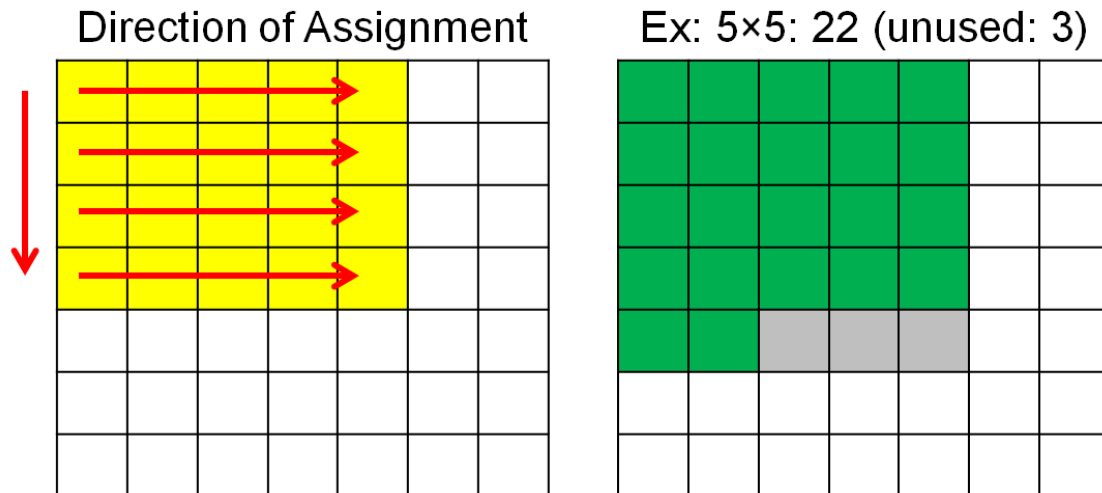 Direction of Assignment
Ex: 5×5: 22 (unused: 3)